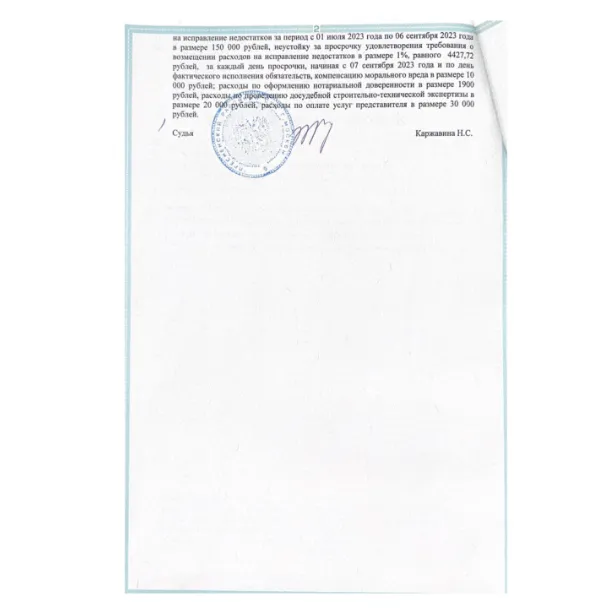 2
на исправление недостатков за период с 01 июля 2023 года по 06 сентября 2023 года
в размере 150 000 рублей, неустойку за просрочку удовлетворения требования о
возмещении расходов на исправление недостатков в размере 1%, равного 4427,72
рублей, за каждый день просрочки, начиная с 07 сентября 2023 года и по день
фактического исполнения обязательств, компенсацию морального вреда в размере 10
000 рублей; расходы по оформлению нотариальной доверенности в размере 1900
рублей, расходы по проведению досудебной строительно-технической экспертизы в
размере 20 000 рублей, расходы по оплате услуг представителя в размере 30 000
рублей.
Судья Каржавина Н.С.